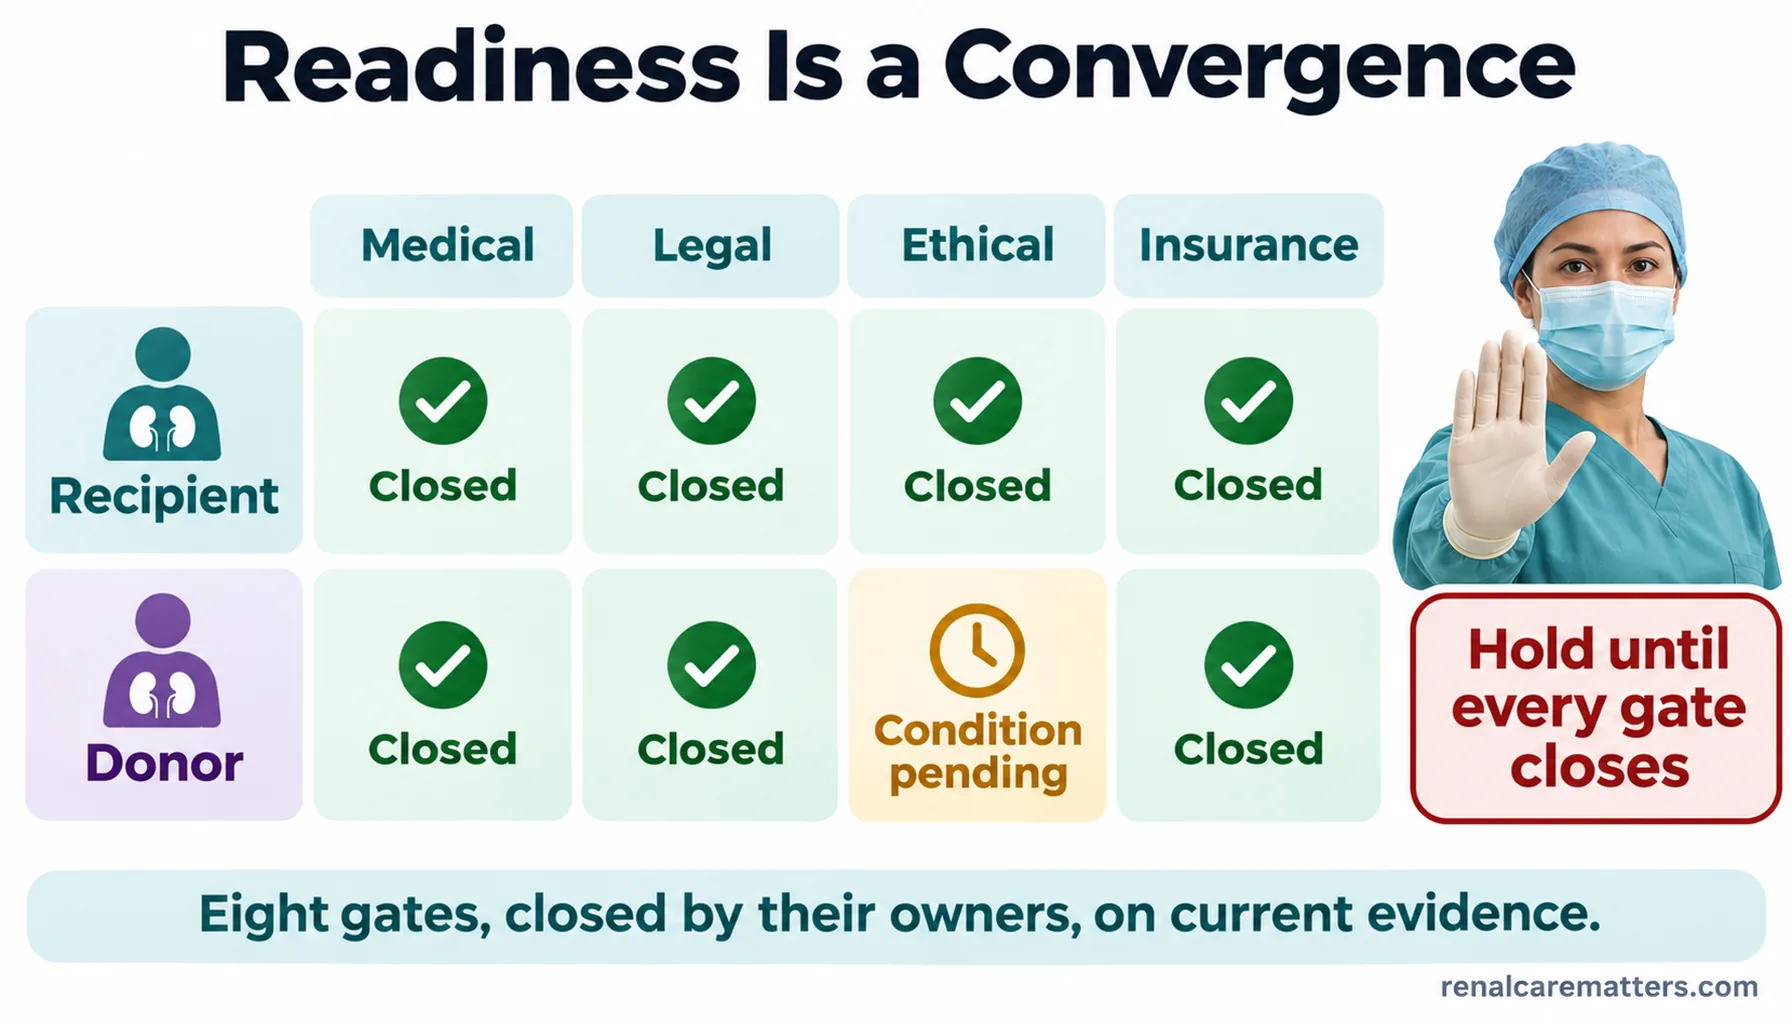 Readiness Is a Convergence
Medical
Legal
Ethical
Insurance
Recipient
Closed
Closed
Closed
Closed
Donor
Closed
Closed
Condition
pending
Closed
Hold until
every gate
closes
Eight gates, closed by their owners, on current evidence.
renalcarematters.com